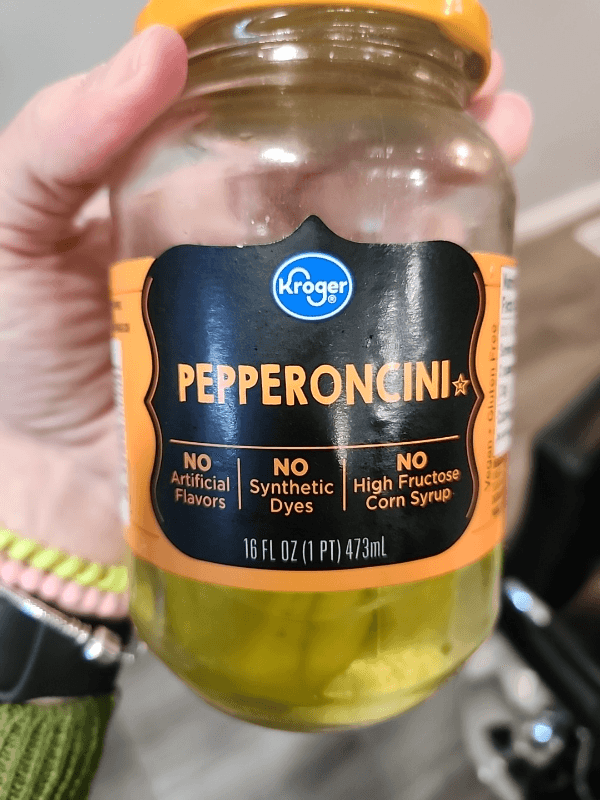 Kröger
PEPPERONCINI
NO
Artificial
Flavors
NO
Synthetic
Dyes
NO
High Fructose
Corn Syrup
16 FL OZ (1 PT) 473mL
Vegan • Gluten Free